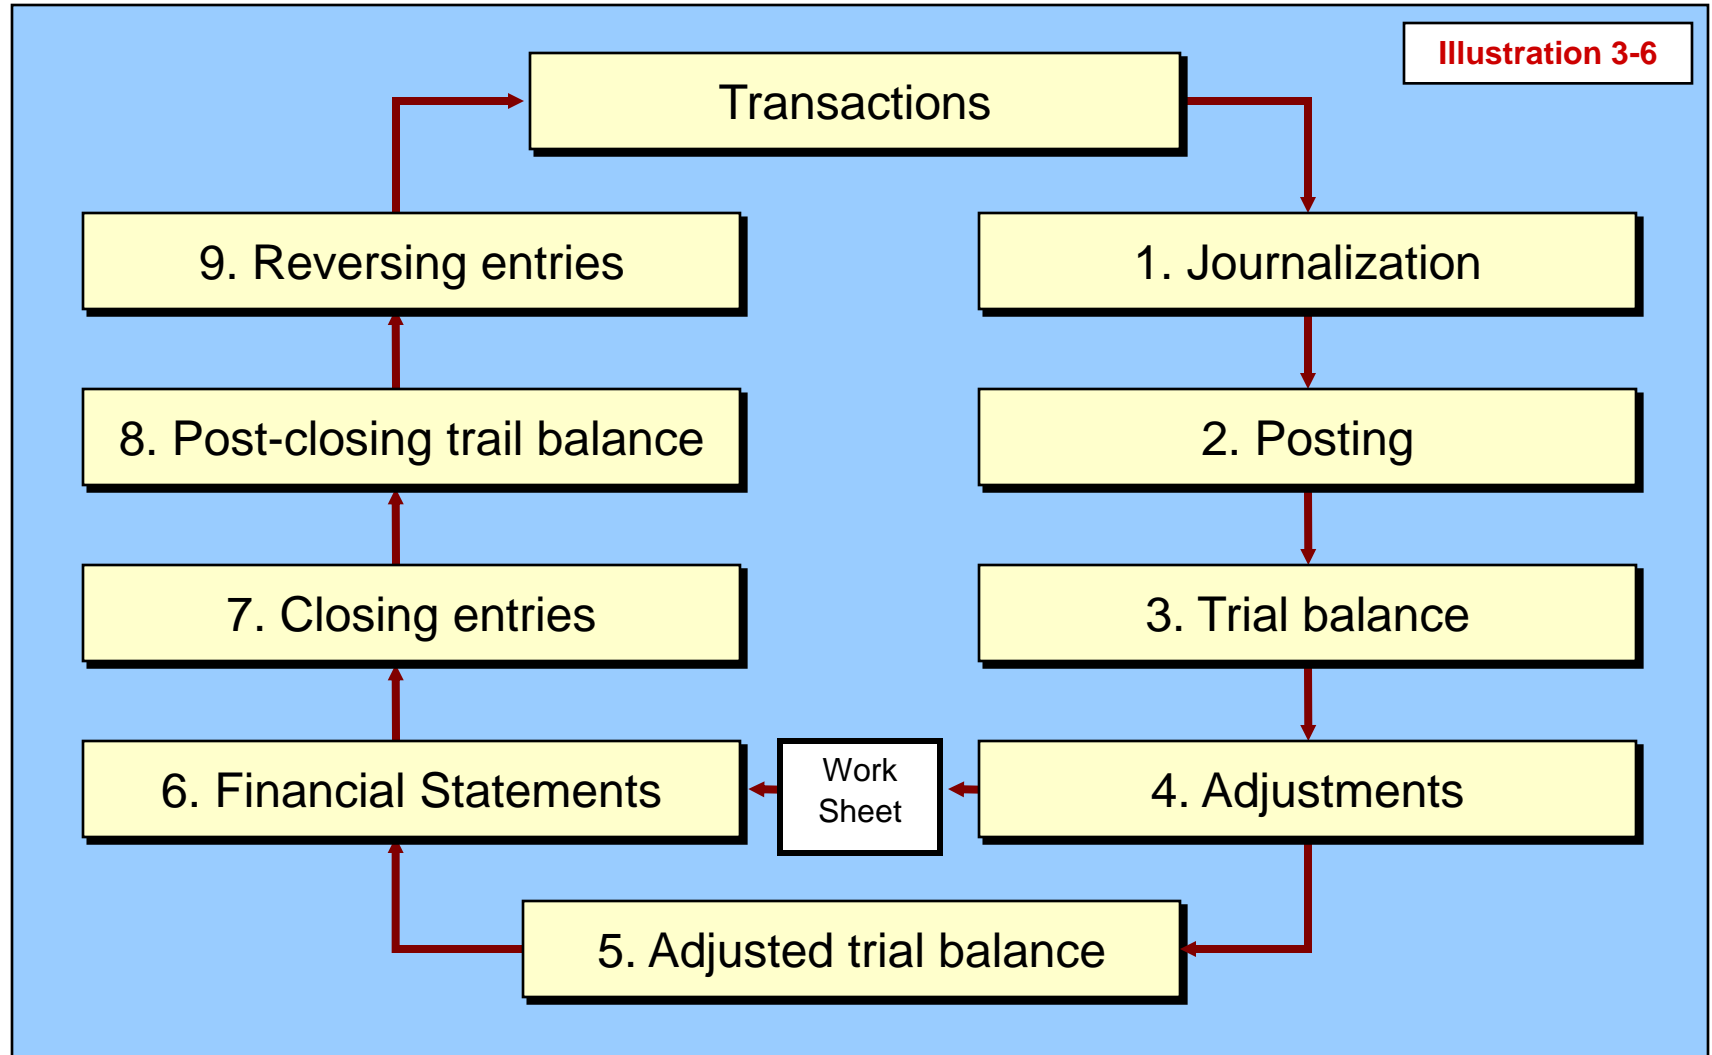 Illustration 3-6
Transactions
9. Reversing entries
1. Journalization
8. Post-closing trail balance
2. Posting
7. Closing entries
3. Trial balance
6. Financial Statements
Work
Sheet
4. Adjustments
5. Adjusted trial balance